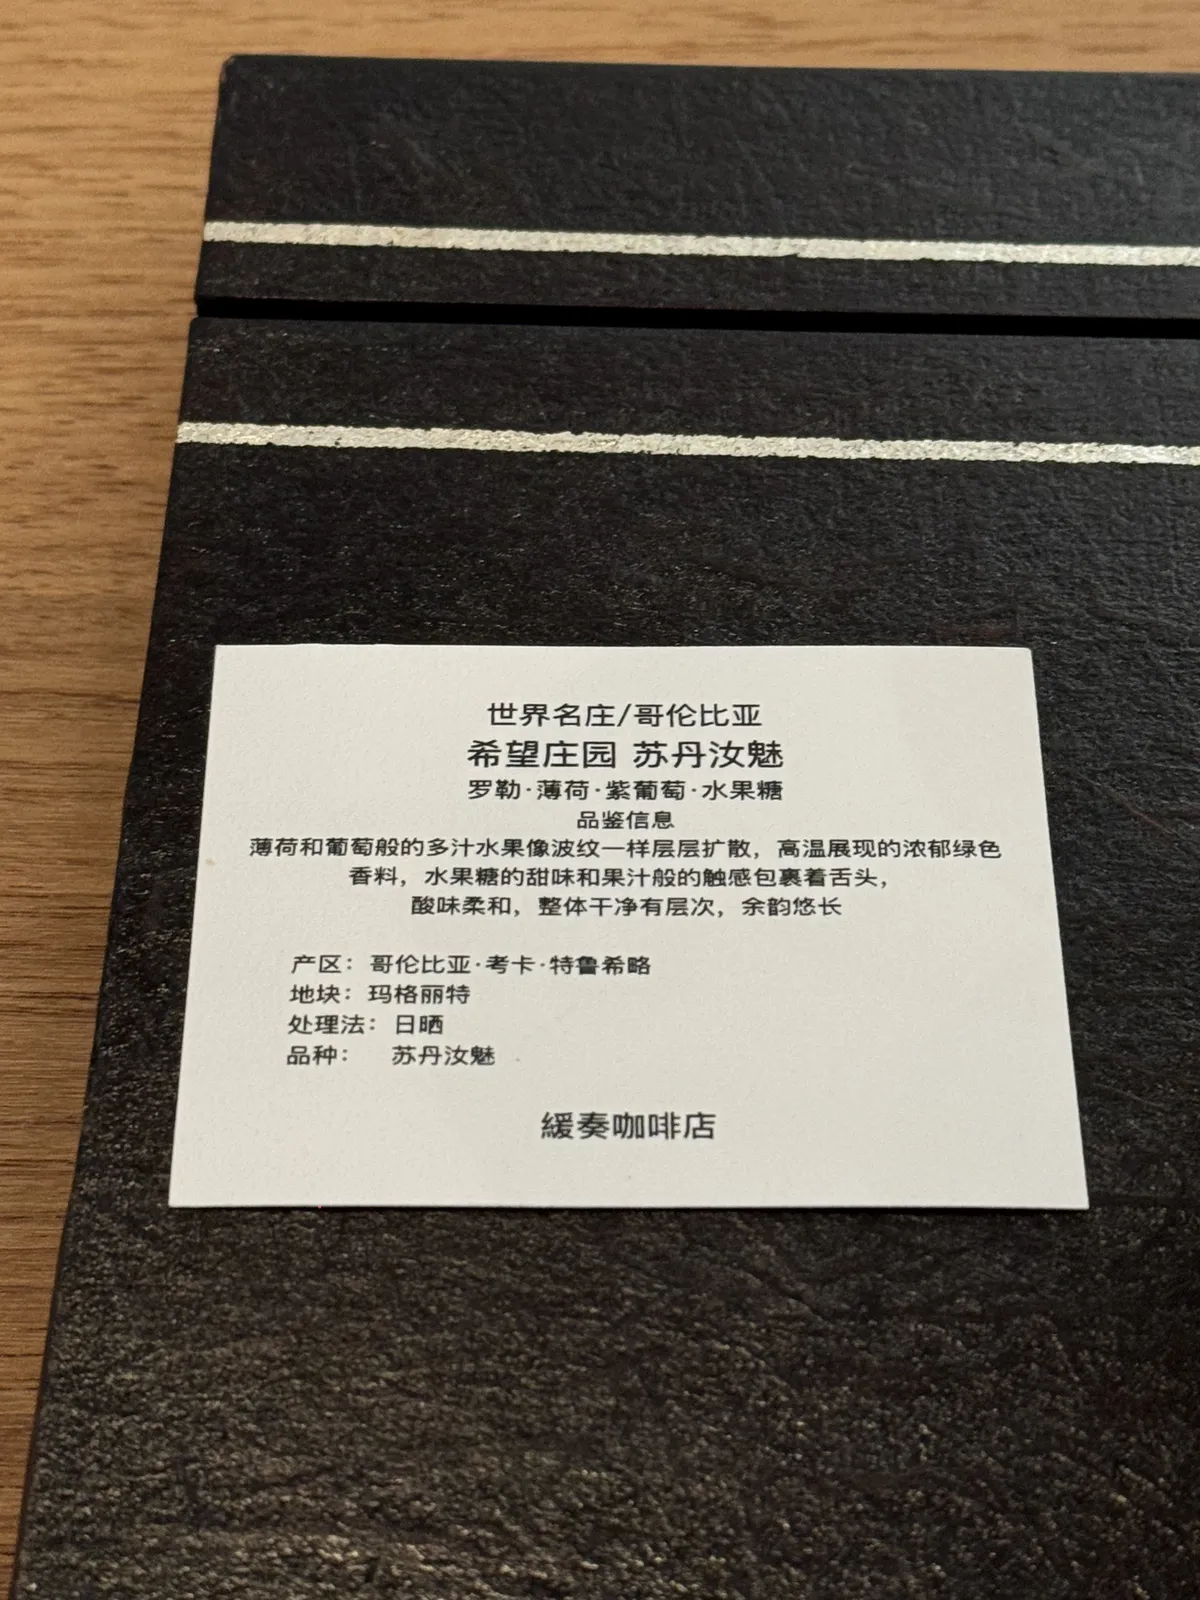 世界名庄/哥伦比亚
希望庄园 苏丹汝魅
罗勒·薄荷·紫葡萄·水果糖
品鉴信息
薄荷和葡萄般的多汁水果像波纹一样层层扩散，高温展现的浓郁绿色
香料，水果糖的甜味和果汁般的触感包裹着舌头，
酸味柔和，整体干净有层次，余韵悠长
产区：哥伦比亚·考卡·特鲁希略
地块：玛格丽特
处理法：日晒
品种： 苏丹汝魅
緩奏咖啡店